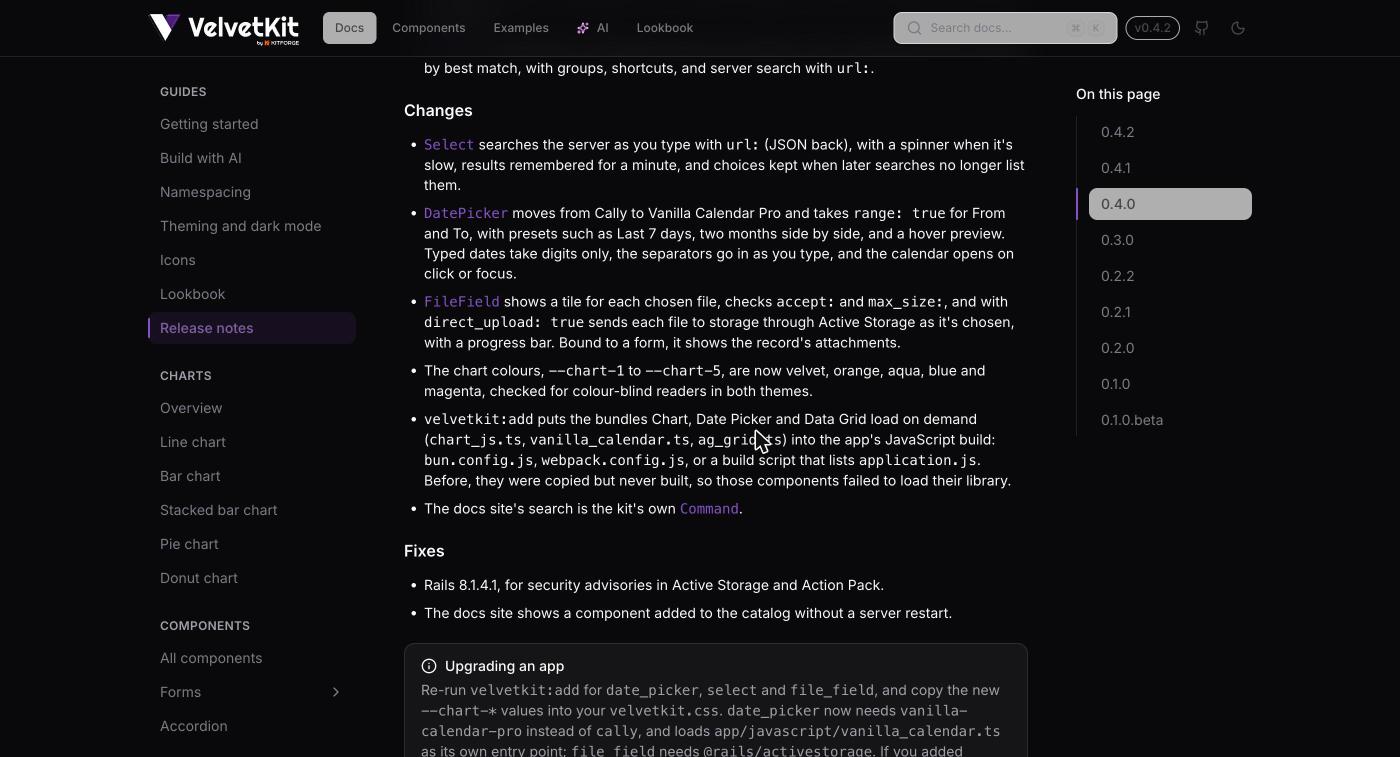 VelvetKit
by KITFORGE
Docs
Components
Examples
AI
Lookbook
Search docs...
⌘ K
v0.4.2
GUIDES
Getting started
Build with AI
Namespacing
Theming and dark mode
Icons
Lookbook
Release notes
CHARTS
Overview
Line chart
Bar chart
Stacked bar chart
Pie chart
Donut chart
COMPONENTS
All components
Forms
Accordion
by best match, with groups, shortcuts, and server search with url:.
Changes
• Select searches the server as you type with url: (JSON back), with a spinner when it's
slow, results remembered for a minute, and choices kept when later searches no longer list
them.
• DatePicker moves from Cally to Vanilla Calendar Pro and takes range: true for From
and To, with presets such as Last 7 days, two months side by side, and a hover preview.
Typed dates take digits only, the separators go in as you type, and the calendar opens on
click or focus.
• FileField shows a tile for each chosen file, checks accept: and max_size:, and with
direct_upload: true sends each file to storage through Active Storage as it's chosen,
with a progress bar. Bound to a form, it shows the record's attachments.
• The chart colours, --chart-1 to --chart-5, are now velvet, orange, aqua, blue and
magenta, checked for colour-blind readers in both themes.
• velvetkit:add puts the bundles Chart, Date Picker and Data Grid load on demand
(chart_js.ts, vanilla_calendar.ts, ag_grid.ts) into the app's JavaScript build:
bun.config.js, webpack.config.js, or a build script that lists application.js.
Before, they were copied but never built, so those components failed to load their library.
• The docs site's search is the kit's own Command.
Fixes
• Rails 8.1.4.1, for security advisories in Active Storage and Action Pack.
• The docs site shows a component added to the catalog without a server restart.
Upgrading an app
Re-run velvetkit:add for date_picker, select and file_field, and copy the new
--chart-* values into your velvetkit.css. date_picker now needs vanilla-
calendar-pro instead of cally, and loads app/javascript/vanilla_calendar.ts
as its own entry point; file_field needs @rails/activestorage. If you added
On this page
0.4.2
0.4.1
0.4.0
0.3.0
0.2.2
0.2.1
0.2.0
0.1.0
0.1.0.beta